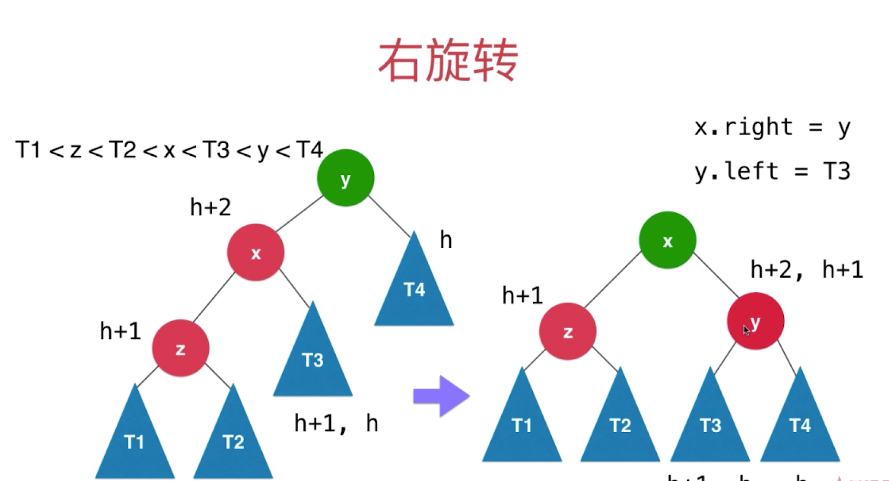 右旋转
x.right = y
T1 < z < T2 < x < T3 < y < T4
y.left = T3
y
h+2
x
h
x
h+2, h+1
T4
h+1
y
h+1
z
z
T3
h+1, h
T1
T2
T1
T2
T3
T4